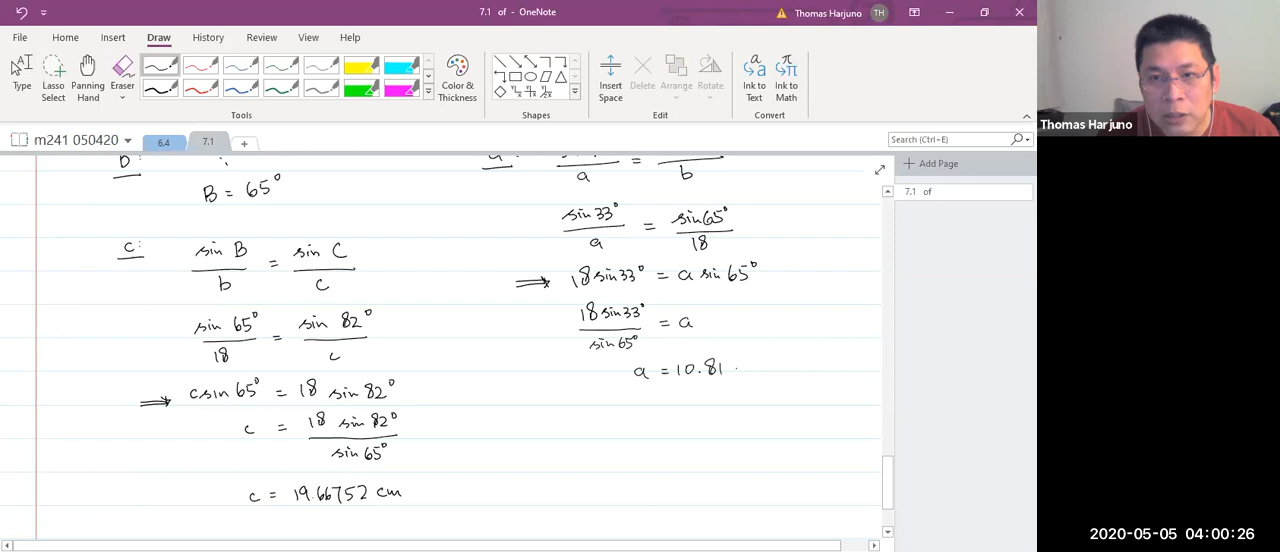 7.1 of - OneNote
Thomas Harjuno TH
File Home Insert Draw History Review View Help
Type
Lasso Select
Panning Hand
Eraser
Color & Thickness
Insert Space
Delete
Arrange
Rotate
Ink to Text
Ink to Math
Tools
Shapes
Edit
Convert
m241 050420
6.4
7.1
Search (Ctrl+E)
Add Page
7.1 of
Thomas Harjuno
B:
B = 65°
c:
sin B / b = sin C / c
sin 65° / 18 = sin 82° / c
⟹ c sin 65° = 18 sin 82°
c = 18 sin 82° / sin 65°
c = 19.66752 cm
a = b
sin 33° / a = sin 65° / 18
⟹ 18 sin 33° = a sin 65°
18 sin 33° / sin 65° = a
a = 10.81
2020-05-05 04:00:26